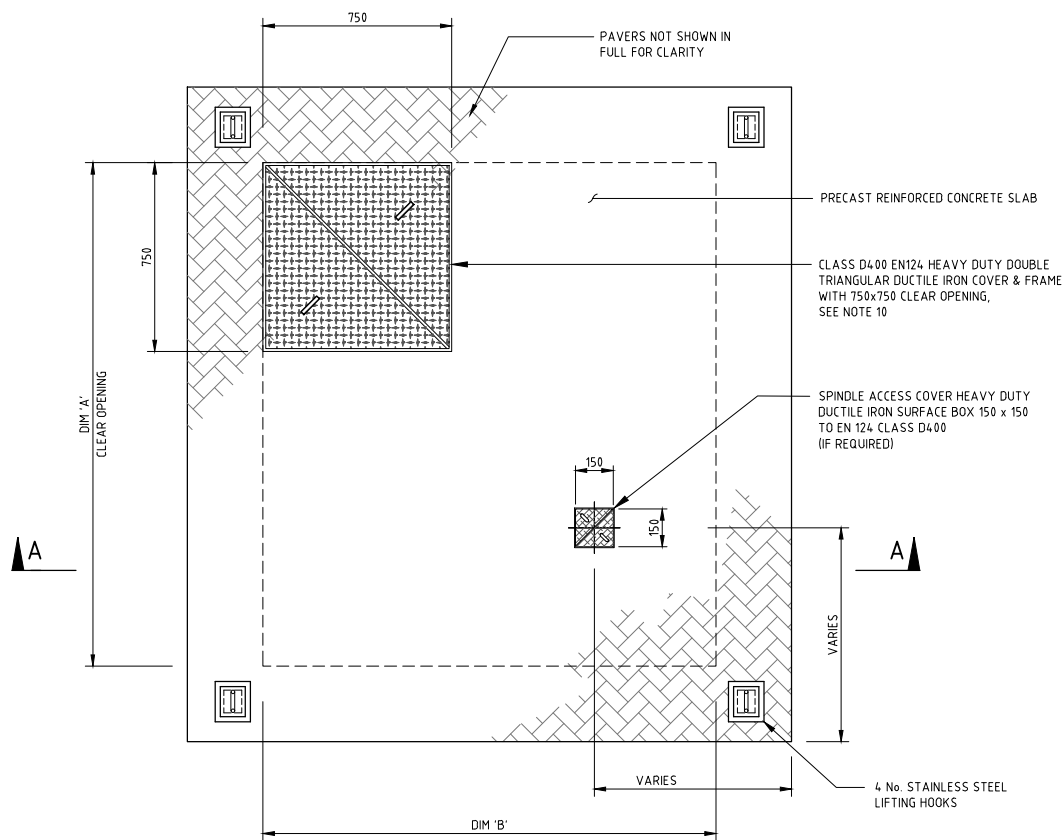 750
PAVERS NOT SHOWN IN
FULL FOR CLARITY
PRECAST REINFORCED CONCRETE SLAB
750
CLASS D400 EN124 HEAVY DUTY DOUBLE
TRIANGULAR DUCTILE IRON COVER & FRAME
WITH 750x750 CLEAR OPENING,
SEE NOTE 10
DIM 'A'
CLEAR OPENING
SPINDLE ACCESS COVER HEAVY DUTY
DUCTILE IRON SURFACE BOX 150 x 150
TO EN 124 CLASS D400
(IF REQUIRED)
150
150
A
A
VARIES
VARIES
4 No. STAINLESS STEEL
LIFTING HOOKS
DIM 'B'